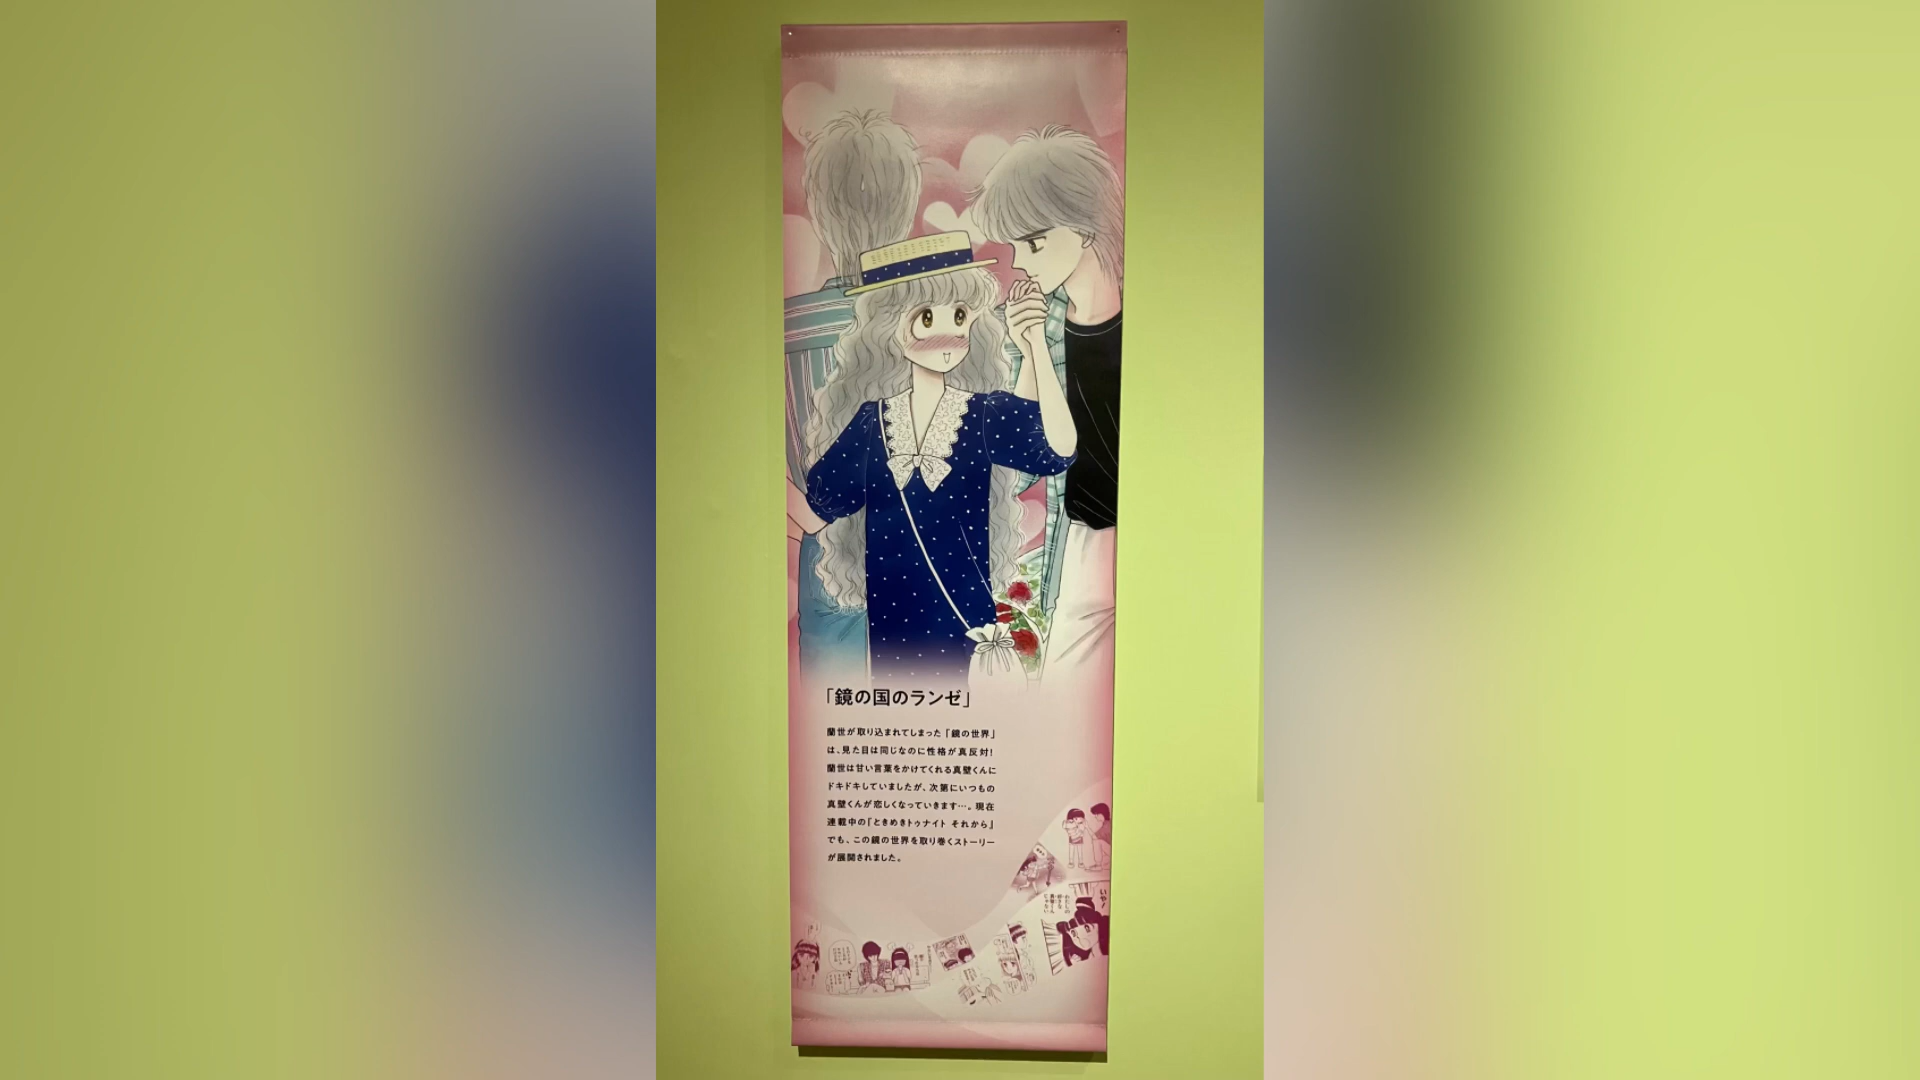 「鏡の国のランゼ」
蘭世が取り込まれてしまった「鏡の世界」
は、見た目は同じなのに性格が真反対!
蘭世は甘い言葉をかけてくれる真壁くんに
ドキドキしていましたが、次第にいつもの
真壁くんが恋しくなっていきます…。現在
連載中の『ときめきトゥナイト それから』
でも、この鏡の世界を取り巻くストーリー
が展開されました。
いや!